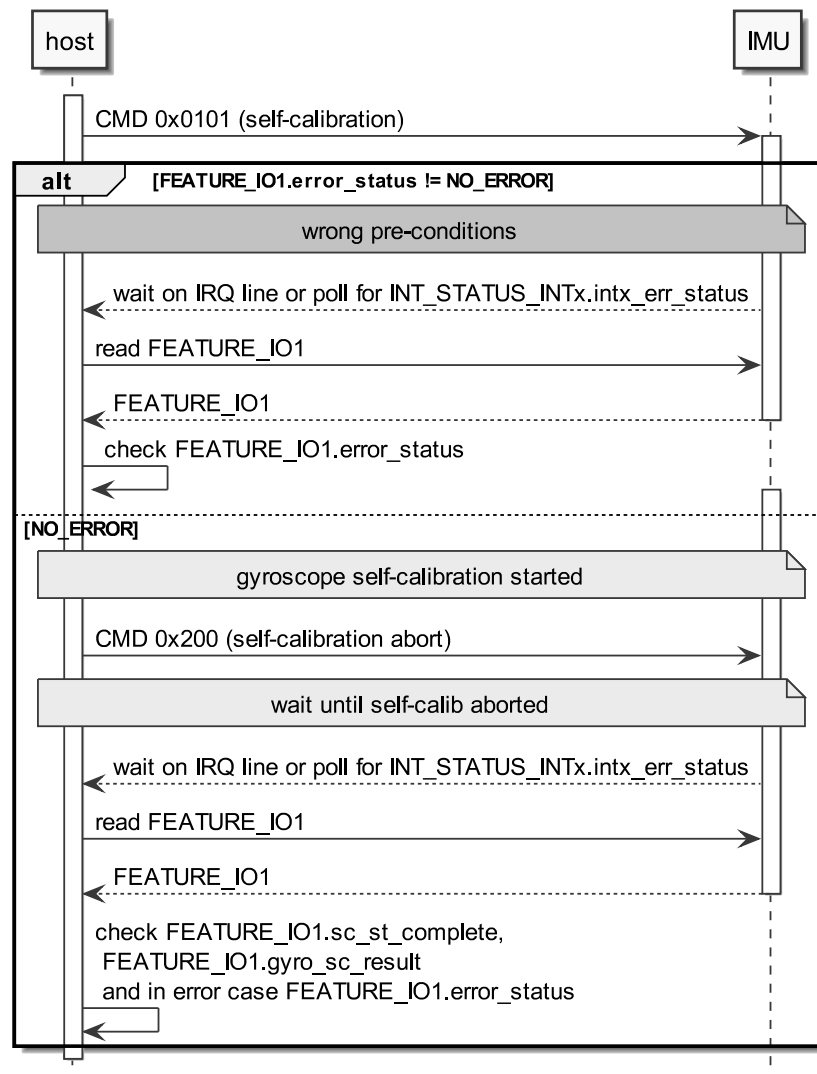 host
IMU
CMD 0x0101 (self-calibration)
alt
[FEATURE_IO1.error_status != NO_ERROR]
wrong pre-conditions
wait on IRQ line or poll for INT_STATUS_INTx.intx_err_status
read FEATURE_IO1
FEATURE_IO1
check FEATURE_IO1.error_status
[NO_ERROR]
gyroscope self-calibration started
CMD 0x200 (self-calibration abort)
wait until self-calib aborted
wait on IRQ line or poll for INT_STATUS_INTx.intx_err_status
read FEATURE_IO1
FEATURE_IO1
check FEATURE_IO1.sc_st_complete,
FEATURE_IO1.gyro_sc_result
and in error case FEATURE_IO1.error_status